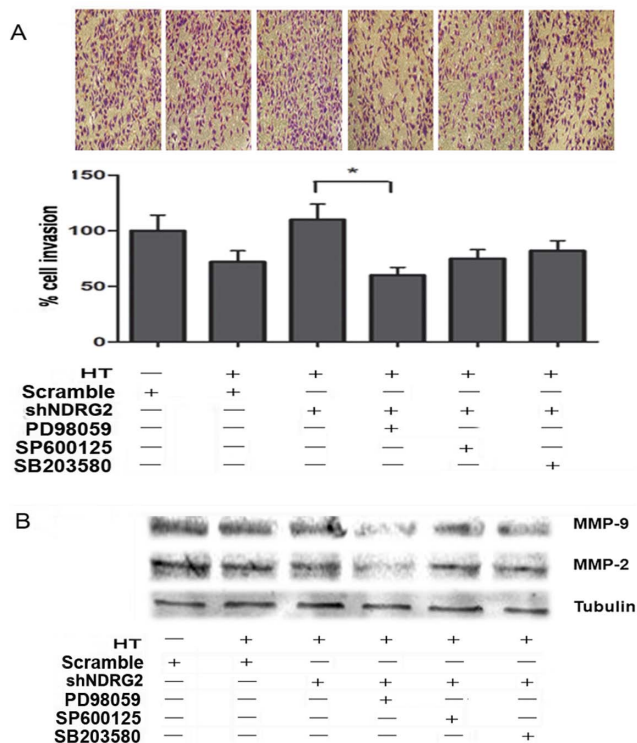 A
150
100
50
0
% cell invasion
*
HT — + + + + +
Scramble + + — — — —
shNDRG2 — — + + + +
PD98059 — — — + — —
SP600125 — — — — + —
SB203580 — — — — — +
B
MMP-9
MMP-2
Tubulin
HT — + + + + +
Scramble + + — — — —
shNDRG2 — — + + + +
PD98059 — — — + — —
SP600125 — — — — + —
SB203580 — — — — — +